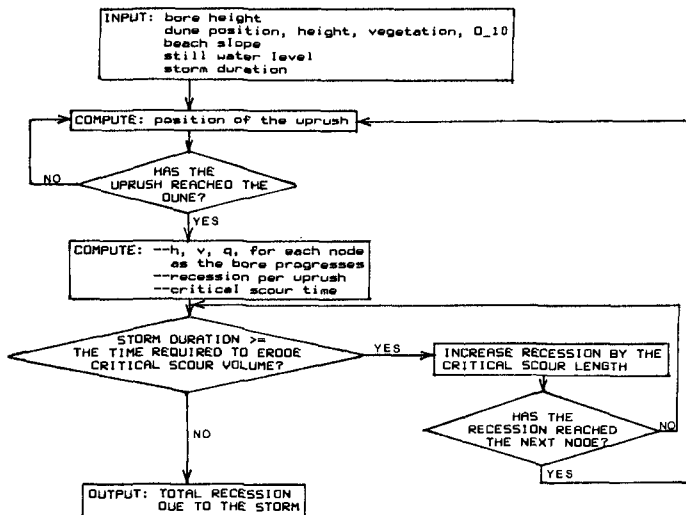 INPUT: bore height
dune position, height, vegetation, D_10
beach slope
still water level
storm duration
COMPUTE: position of the uprush
HAS THE
UPRUSH REACHED THE
DUNE?
NO
YES
COMPUTE: --h, v, q, for each node
as the bore progresses
--recession per uprush
--critical scour time
STORM DURATION >=
THE TIME REQUIRED TO ERODE
CRITICAL SCOUR VOLUME?
YES
INCREASE RECESSION BY THE
CRITICAL SCOUR LENGTH
HAS THE
RECESSION REACHED
THE NEXT NODE?
NO
YES
NO
OUTPUT: TOTAL RECESSION
DUE TO THE STORM